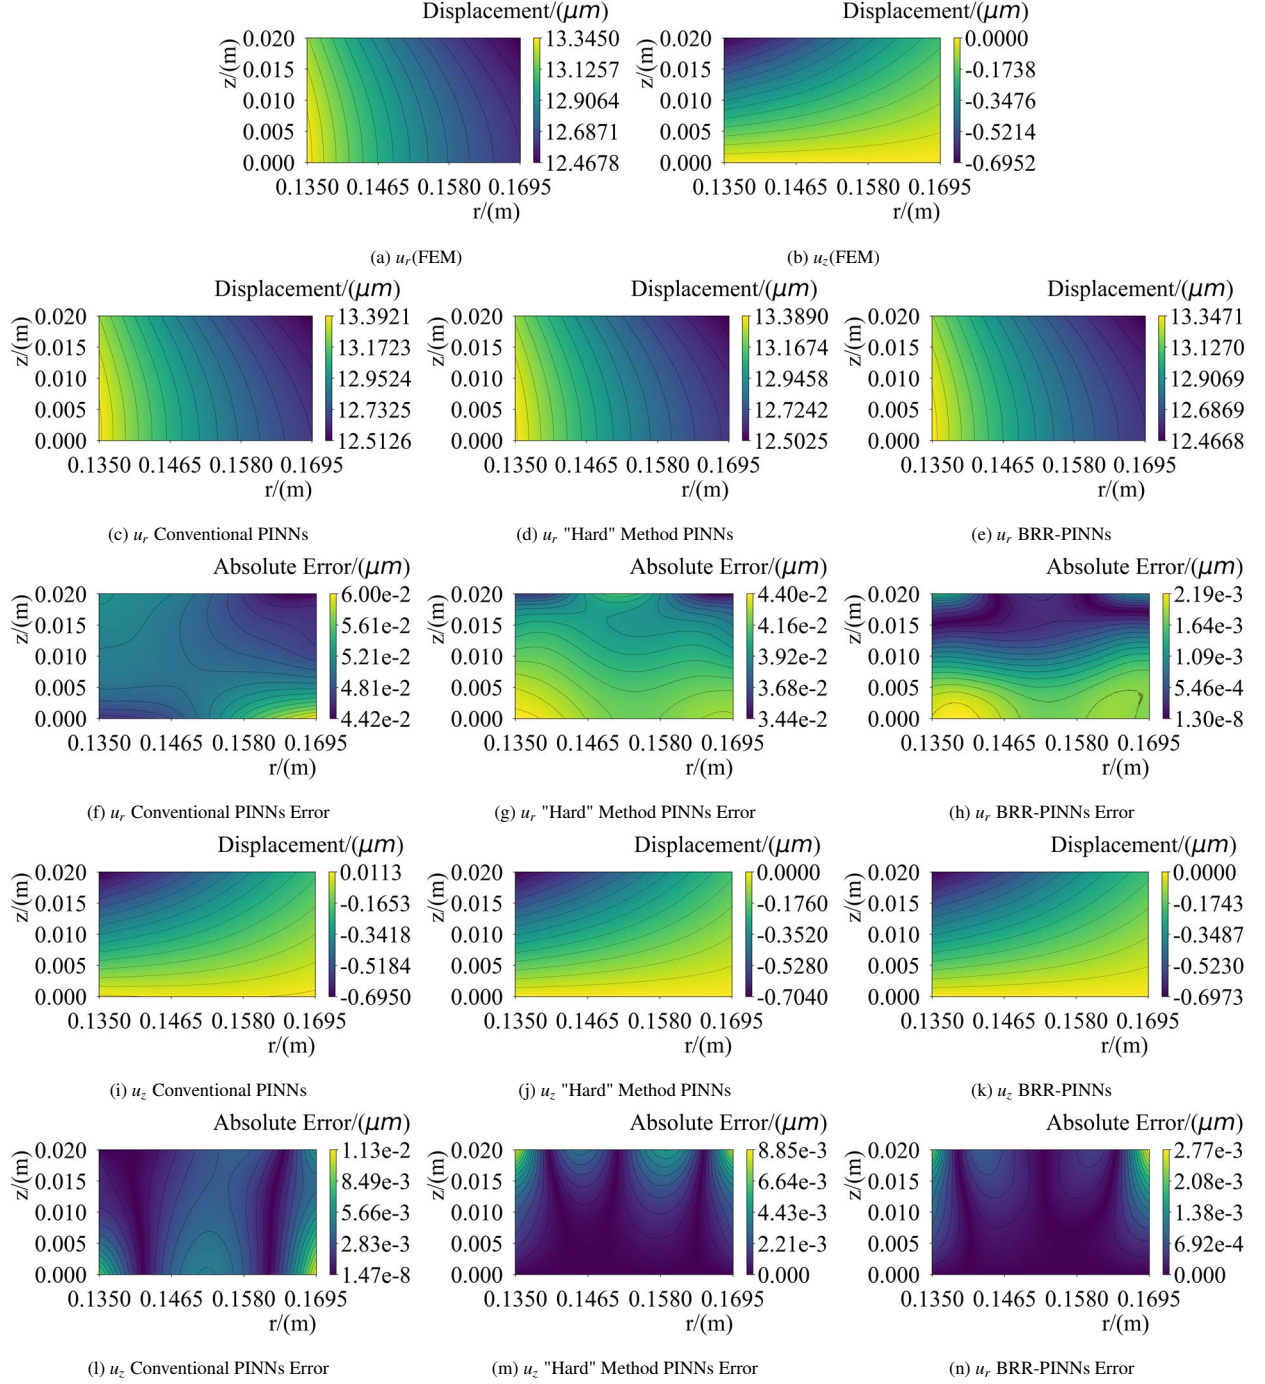 Displacement/(μm) Displacement/(μm)
0.020 13.3450 0.020 0.0000
0.015 13.1257 0.015 -0.1738
z/(m) z/(m)
0.010 12.9064 0.010 -0.3476
0.005 12.6871 0.005 -0.5214
0.000 12.4678 0.000 -0.6952
0.1350 0.1465 0.1580 0.1695 0.1350 0.1465 0.1580 0.1695
r/(m) r/(m)
(a) u_r(FEM) (b) u_z(FEM)
Displacement/(μm) Displacement/(μm) Displacement/(μm)
0.020 13.3921 0.020 13.3890 0.020 13.3471
0.015 13.1723 0.015 13.1674 0.015 13.1270
z/(m) z/(m) z/(m)
0.010 12.9524 0.010 12.9458 0.010 12.9069
0.005 12.7325 0.005 12.7242 0.005 12.6869
0.000 12.5126 0.000 12.5025 0.000 12.4668
0.1350 0.1465 0.1580 0.1695 0.1350 0.1465 0.1580 0.1695 0.1350 0.1465 0.1580 0.1695
r/(m) r/(m) r/(m)
(c) u_r Conventional PINNs (d) u_r "Hard" Method PINNs (e) u_r BRR-PINNs
Absolute Error/(μm) Absolute Error/(μm) Absolute Error/(μm)
0.020 6.00e-2 0.020 4.40e-2 0.020 2.19e-3
0.015 5.61e-2 0.015 4.16e-2 0.015 1.64e-3
z/(m) z/(m) z/(m)
0.010 5.21e-2 0.010 3.92e-2 0.010 1.09e-3
0.005 4.81e-2 0.005 3.68e-2 0.005 5.46e-4
0.000 4.42e-2 0.000 3.44e-2 0.000 1.30e-8
0.1350 0.1465 0.1580 0.1695 0.1350 0.1465 0.1580 0.1695 0.1350 0.1465 0.1580 0.1695
r/(m) r/(m) r/(m)
(f) u_r Conventional PINNs Error (g) u_r "Hard" Method PINNs Error (h) u_r BRR-PINNs Error
Displacement/(μm) Displacement/(μm) Displacement/(μm)
0.020 0.0113 0.020 0.0000 0.020 0.0000
0.015 -0.1653 0.015 -0.1760 0.015 -0.1743
z/(m) z/(m) z/(m)
0.010 -0.3418 0.010 -0.3520 0.010 -0.3487
0.005 -0.5184 0.005 -0.5280 0.005 -0.5230
0.000 -0.6950 0.000 -0.7040 0.000 -0.6973
0.1350 0.1465 0.1580 0.1695 0.1350 0.1465 0.1580 0.1695 0.1350 0.1465 0.1580 0.1695
r/(m) r/(m) r/(m)
(i) u_z Conventional PINNs (j) u_z "Hard" Method PINNs (k) u_z BRR-PINNs
Absolute Error/(μm) Absolute Error/(μm) Absolute Error/(μm)
0.020 1.13e-2 0.020 8.85e-3 0.020 2.77e-3
0.015 8.49e-3 0.015 6.64e-3 0.015 2.08e-3
z/(m) z/(m) z/(m)
0.010 5.66e-3 0.010 4.43e-3 0.010 1.38e-3
0.005 2.83e-3 0.005 2.21e-3 0.005 6.92e-4
0.000 1.47e-8 0.000 0.000 0.000 0.000
0.1350 0.1465 0.1580 0.1695 0.1350 0.1465 0.1580 0.1695 0.1350 0.1465 0.1580 0.1695
r/(m) r/(m) r/(m)
(l) u_z Conventional PINNs Error (m) u_z "Hard" Method PINNs Error (n) u_r BRR-PINNs Error